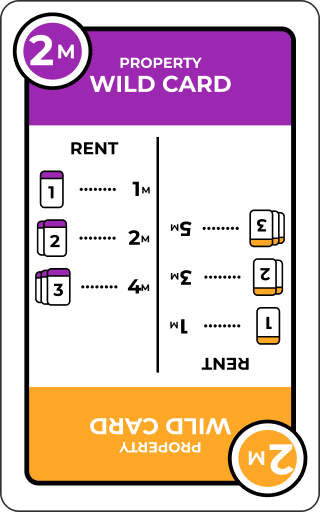 2M
PROPERTY
WILD CARD
RENT
1 ........ 1M
2 ........ 2M
3 ........ 4M
2M
PROPERTY
WILD CARD
RENT
1 ........ 1M
2 ........ 3M
3 ........ 5M